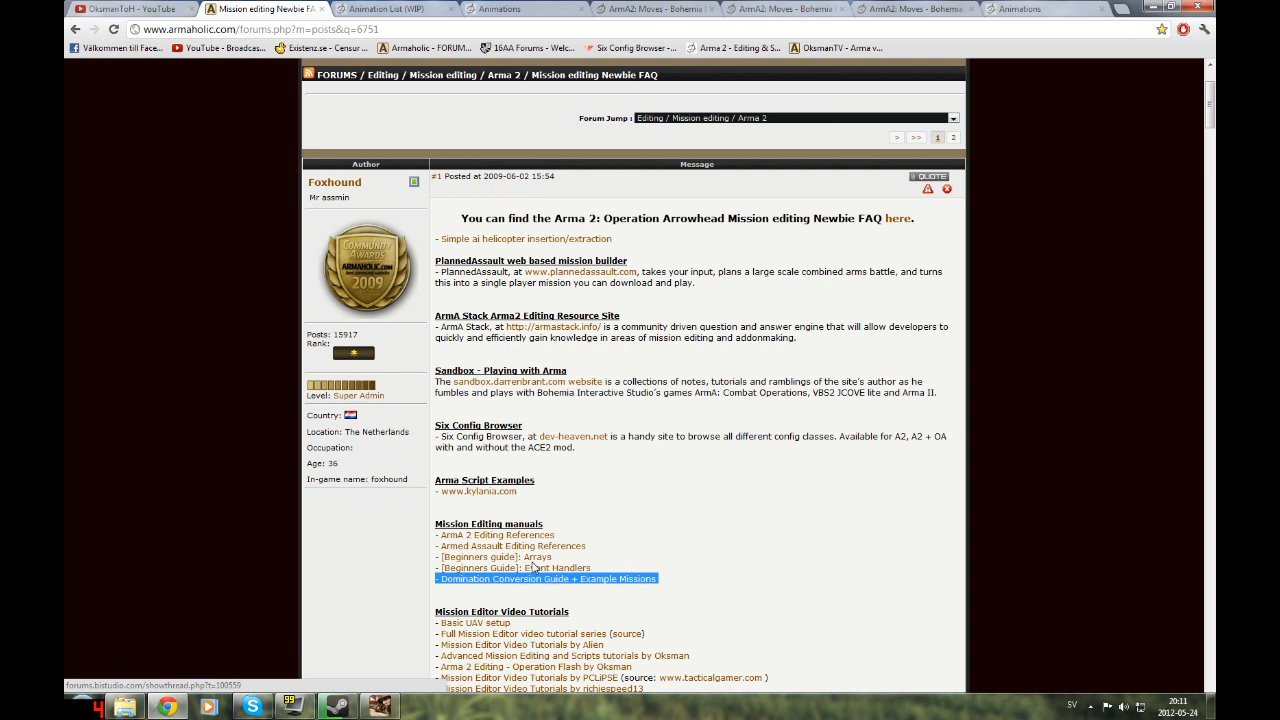 OksmanToH - YouTube
Mission editing Newbie FA
Animation List (WIP)
Animations
ArmA2: Moves - Bohemia
ArmA2: Moves - Bohemia
ArmA2: Moves - Bohemia
Animations
www.armaholic.com/forums.php?m=posts&q=6751
Välkommen till Face...
YouTube - Broadcas...
Existenz.se - Censur ...
Armaholic - FORUM...
16AA Forums - Welc...
Six Config Browser -...
Arma 2 - Editing & S...
OksmanTV - Arma v...
FORUMS / Editing / Mission editing / Arma 2 / Mission editing Newbie FAQ
Forum Jump : Editing / Mission editing / Arma 2
> >> 1 2
Author
Message
Foxhound
Mr assmin
COMMUNITY AWARDS
ARMAHOLIC.COM
2009
Posts: 15917
Rank:
Level: Super Admin
Country:
Location: The Netherlands
Occupation:
Age: 36
In-game name: foxhound
#1 Posted at 2009-06-02 15:54
QUOTE
You can find the Arma 2: Operation Arrowhead Mission editing Newbie FAQ here.
- Simple ai helicopter insertion/extraction
PlannedAssault web based mission builder
- PlannedAssault, at www.plannedassault.com, takes your input, plans a large scale combined arms battle, and turns
this into a single player mission you can download and play.
ArmA Stack Arma2 Editing Resource Site
- ArmA Stack, at http://armastack.info/ is a community driven question and answer engine that will allow developers to
quickly and efficiently gain knowledge in areas of mission editing and addonmaking.
Sandbox - Playing with Arma
The sandbox.darrenbrant.com website is a collections of notes, tutorials and ramblings of the site's author as he
fumbles and plays with Bohemia Interactive Studio's games ArmA: Combat Operations, VBS2 JCOVE lite and Arma II.
Six Config Browser
- Six Config Browser, at dev-heaven.net is a handy site to browse all different config classes. Available for A2, A2 + OA
with and without the ACE2 mod.
Arma Script Examples
- www.kylania.com
Mission Editing manuals
- ArmA 2 Editing References
- Armed Assault Editing References
- [Beginners guide]: Arrays
- [Beginners Guide]: Event Handlers
- Domination Conversion Guide + Example Missions
Mission Editor Video Tutorials
- Basic UAV setup
- Full Mission Editor video tutorial series (source)
- Mission Editor Video Tutorials by Alien
- Advanced Mission Editing and Scripts tutorials by Oksman
- Arma 2 Editing - Operation Flash by Oksman
- Mission Editor Video Tutorials by PCLiPSE (source: www.tacticalgamer.com )
Mission Editor Video Tutorials by richiespeed13
forums.bistudio.com/showthread.php?t=100559
4
99
SV
20:11
2012-05-24